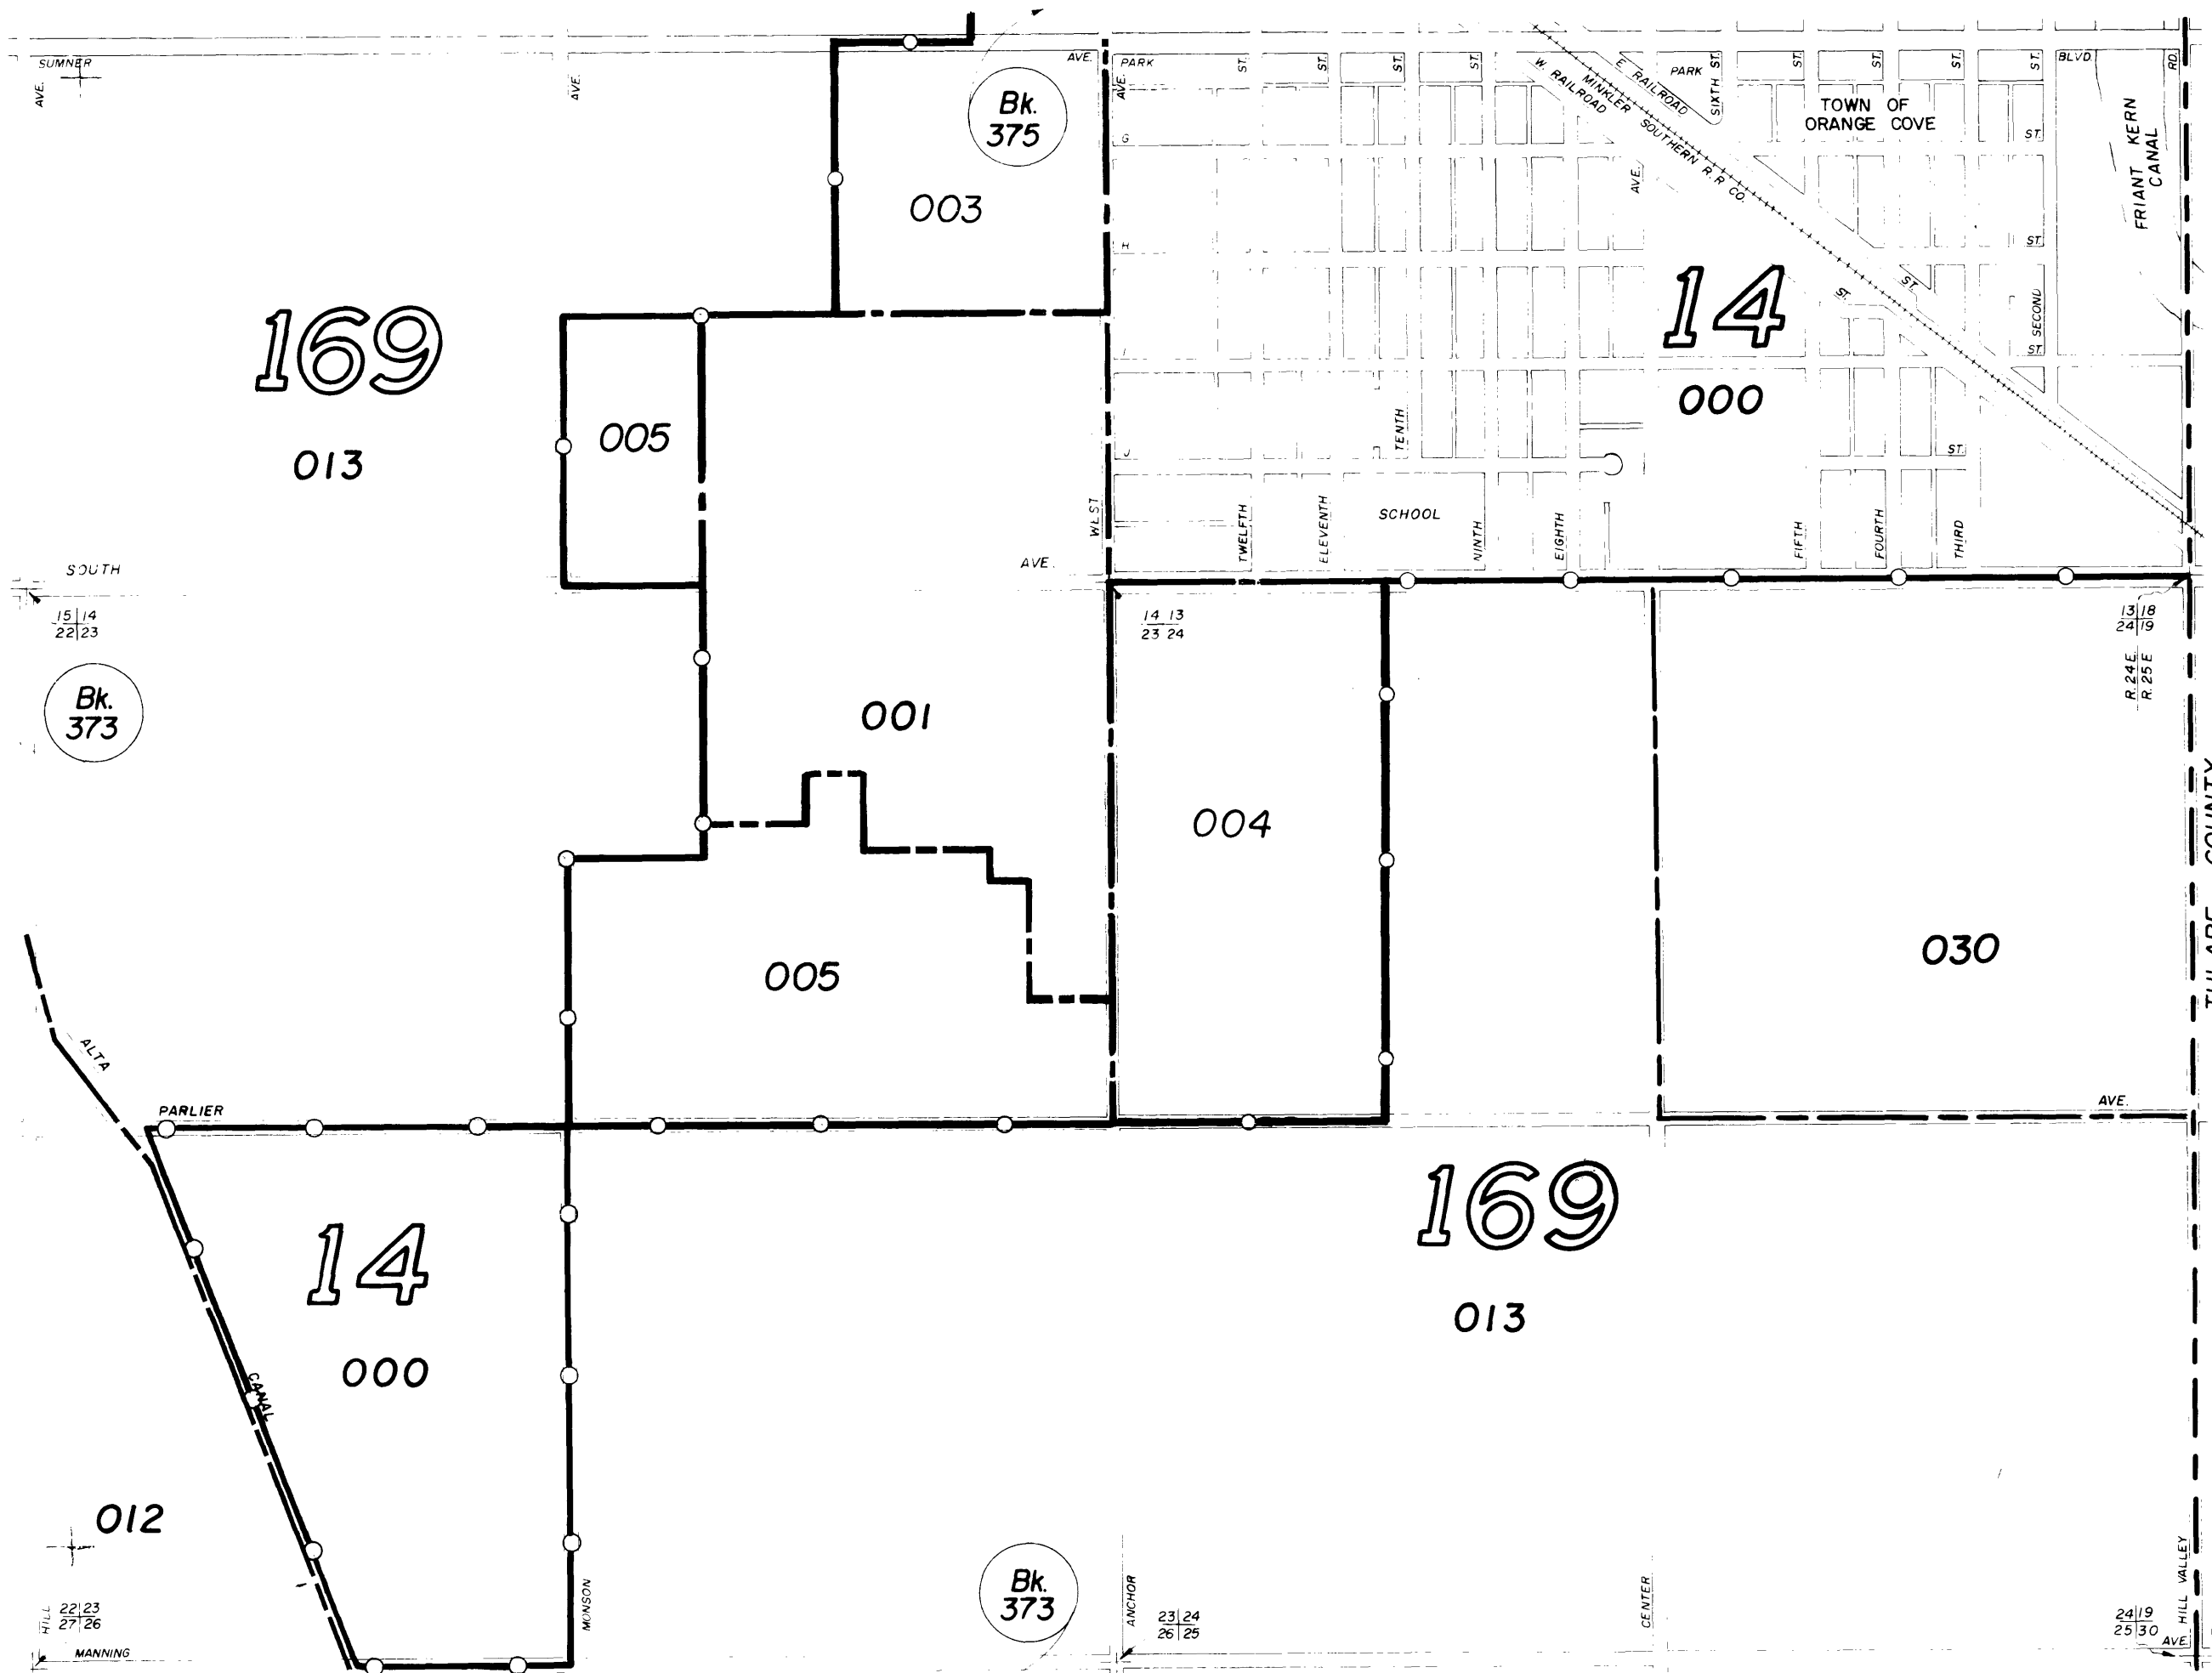 SUMNER
AVE.
AVE.
AVE.
PARK
AVE.
ST.
ST.
ST.
ST.
W. RAILROAD
MINKLER SOUTHERN R.R CO.
E. RAILROAD
PARK
SIXTH ST.
ST.
ST.
ST.
ST.
BLVD.
RD.
Bk.
375
TOWN OF
ORANGE COVE
FRIANT KERN
CANAL
G
ST.
AVE.
003
H
ST.
169
013
14
000
ST.
ST.
SECOND
ST.
I
005
J
TENTH
ST.
WEST
TWELFTH
ELEVENTH
SCHOOL
NINTH
EIGHTH
FIFTH
FOURTH
THIRD
SOUTH
AVE.
15|14
22|23
14 13
23 24
13|18
24|19
R. 24 E.
R. 25 E
Bk.
373
001
004
TULARE COUNTY
030
005
ALTA
PARLIER
AVE.
14
000
169
013
CANAL
012
Bk.
373
HILL
22|23
27|26
MANNING
MONSON
ANCHOR
23|24
26|25
CENTER
24|19
25|30
HILL VALLEY
AVE.